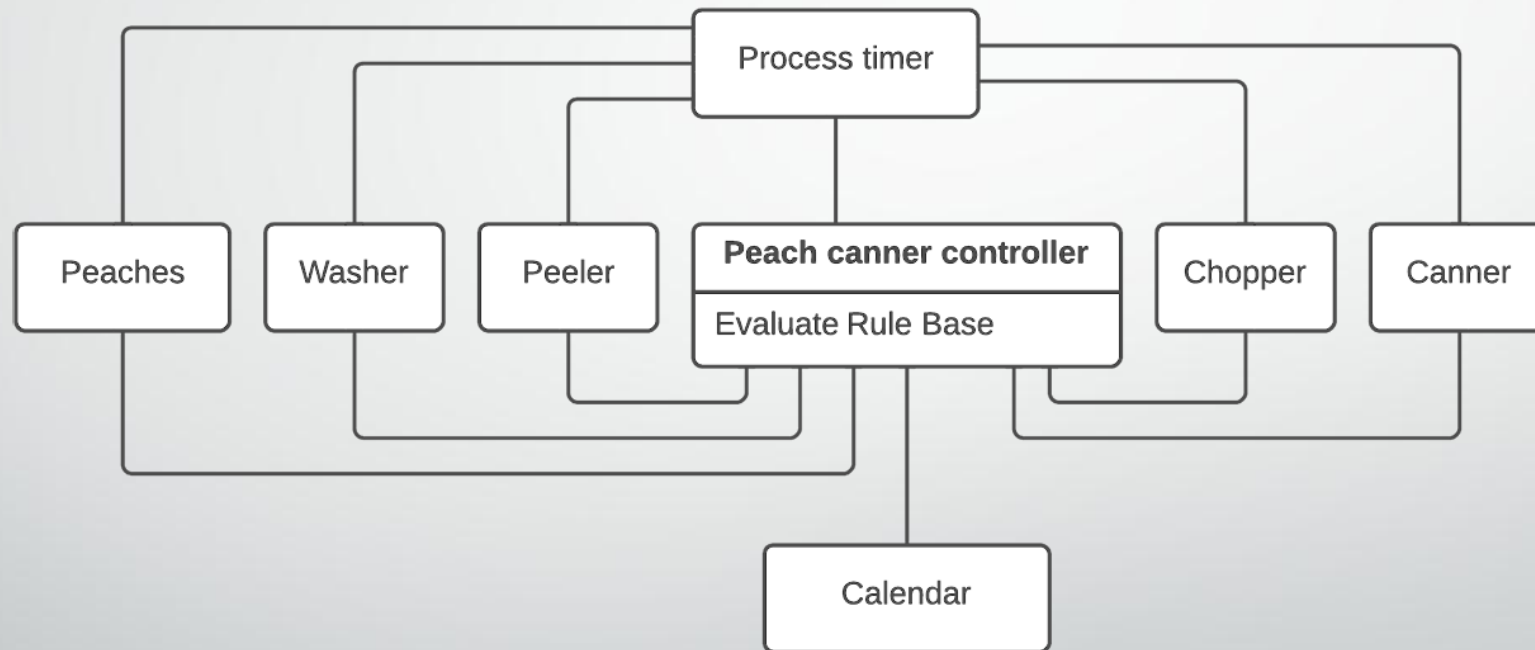 Process timer
Peaches
Washer
Peeler
Peach canner controller
Evaluate Rule Base
Chopper
Canner
Calendar